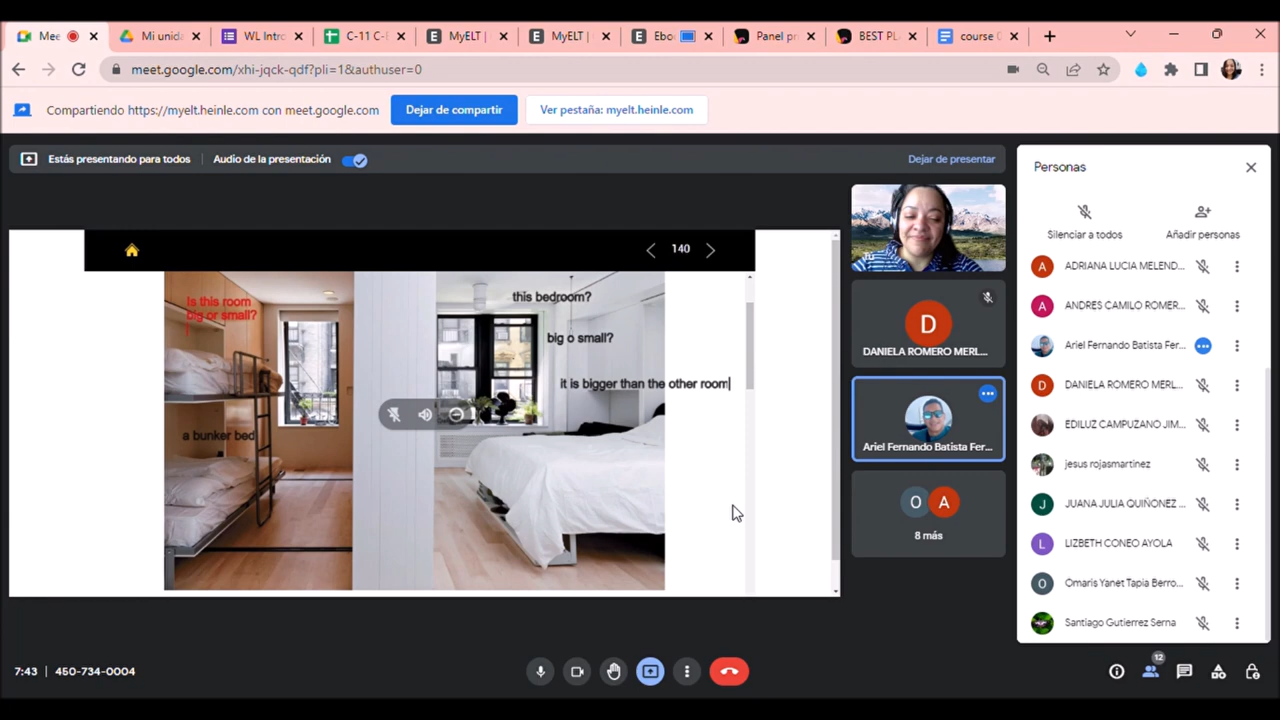 Mee
Mi unida
WL Intro
C-11 C-
MyELT |
MyELT |
Ebo
Panel pr
BEST PL
course
meet.google.com/xhi-jqck-qdf?pli=1&authuser=0
Compartiendo https://myelt.heinle.com con meet.google.com
Dejar de compartir
Ver pestaña: myelt.heinle.com
Estás presentando para todos
Audio de la presentación
Dejar de presentar
140
Is this room
big or small?
a bunker bed
this bedroom?
big o small?
it is bigger than the other room
Tú
D
DANIELA ROMERO MERL...
Ariel Fernando Batista Fer...
O A
8 más
Personas
Silenciar a todos
Añadir personas
A ADRIANA LUCIA MELEND...
A ANDRES CAMILO ROMER...
Ariel Fernando Batista Fer...
D DANIELA ROMERO MERL...
EDILUZ CAMPUZANO JIM...
jesus rojasmartinez
J JUANA JULIA QUIÑONEZ ...
L LIZBETH CONEO AYOLA
O Omaris Yanet Tapia Berro...
Santiago Gutierrez Serna
7:43 | 450-734-0004
12